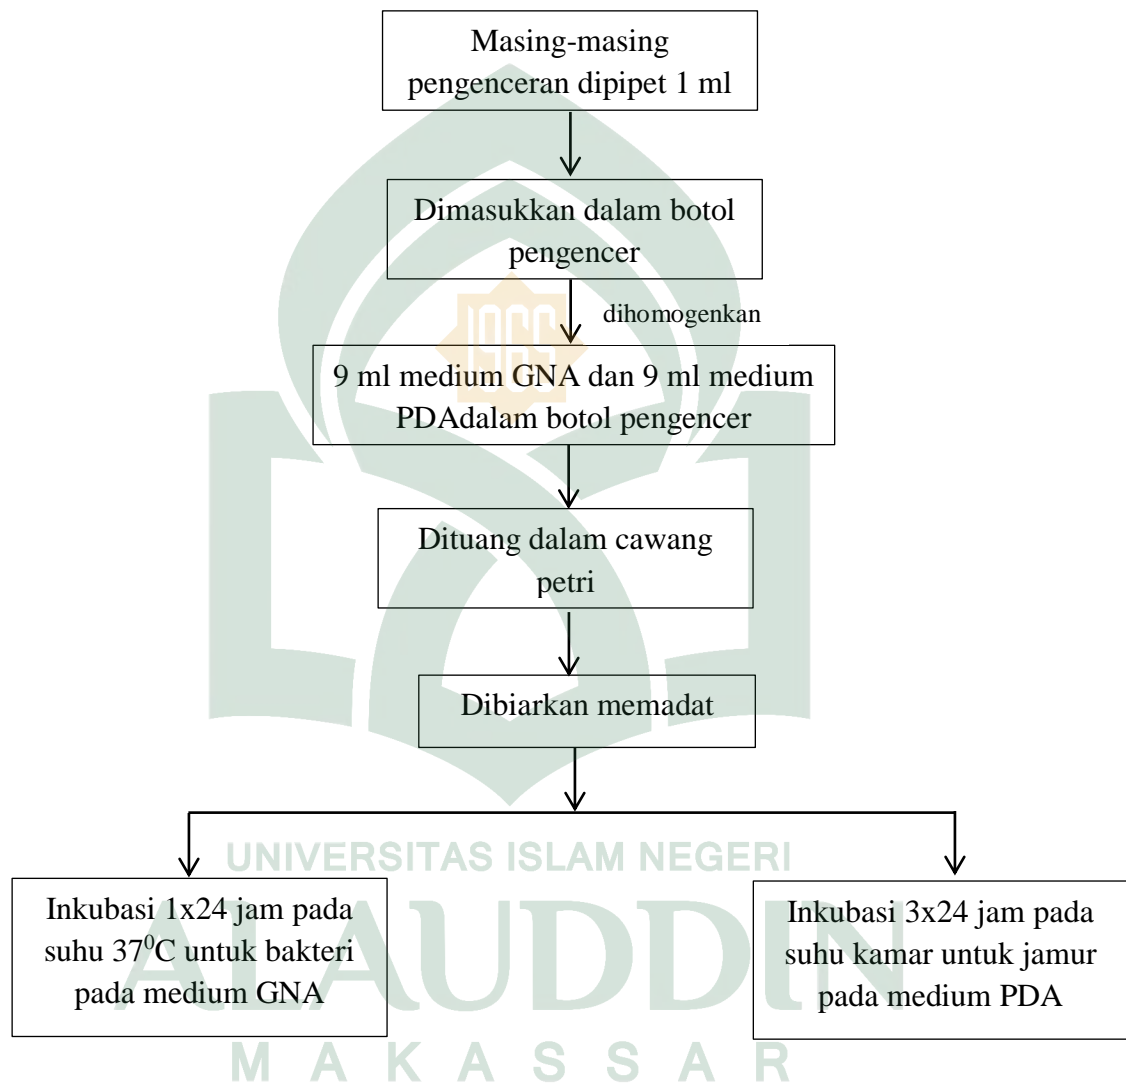 Masing-masing
pengenceran dipipet 1 ml
Dimasukkan dalam botol
pengencer
dihomogenkan
9 ml medium GNA dan 9 ml medium
PDAdalam botol pengencer
Dituang dalam cawang
petri
Dibiarkan memadat
Inkubasi 1x24 jam pada
suhu 37⁰C untuk bakteri
pada medium GNA
Inkubasi 3x24 jam pada
suhu kamar untuk jamur
pada medium PDA
1965
UNIVERSITAS ISLAM NEGERI
ALAUDDIN
MAKASSAR